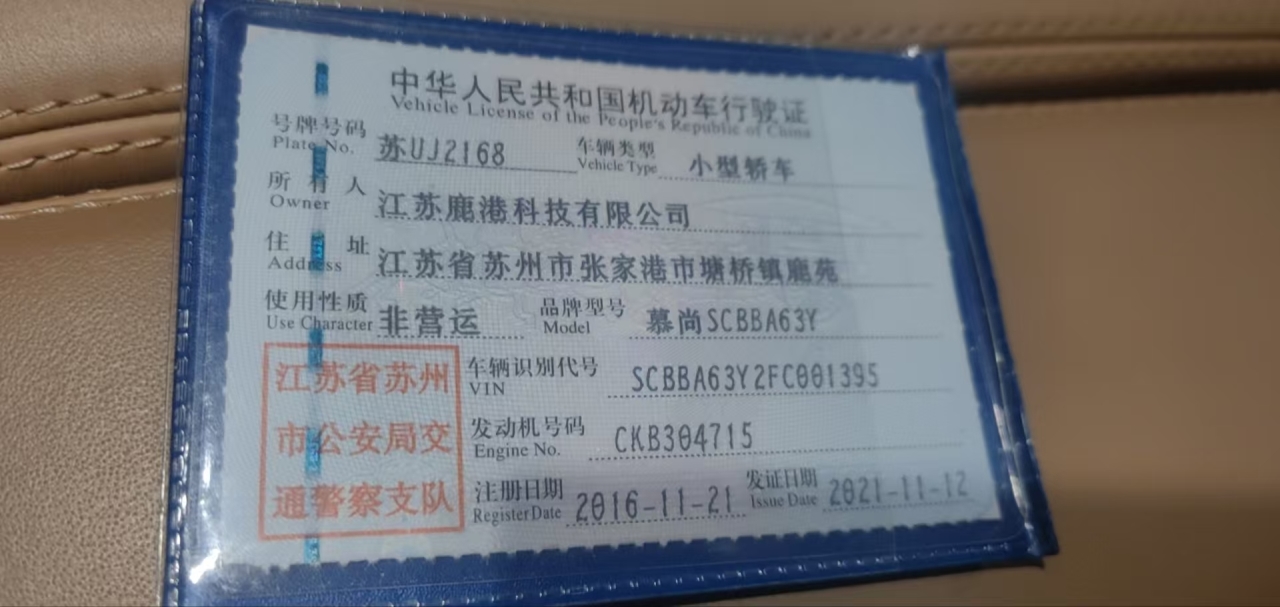 中华人民共和国机动车行驶证
Vehicle License of the People's Republic of China
号牌号码 苏UJ2168 车辆类型 小型轿车
Plate No. Vehicle Type
所有人 江苏鹿港科技有限公司
Owner
住址 江苏省苏州市张家港市塘桥镇鹿苑
Address
使用性质 非营运 品牌型号 慕尚SCBBA63Y
Use Character Model
江苏省苏州 车辆识别代号 SCBBA63Y2FC001395
VIN
市公安局交 发动机号码 CKB304715
Engine No.
通警察支队 注册日期 2016-11-21 发证日期 2021-11-12
Register Date Issue Date